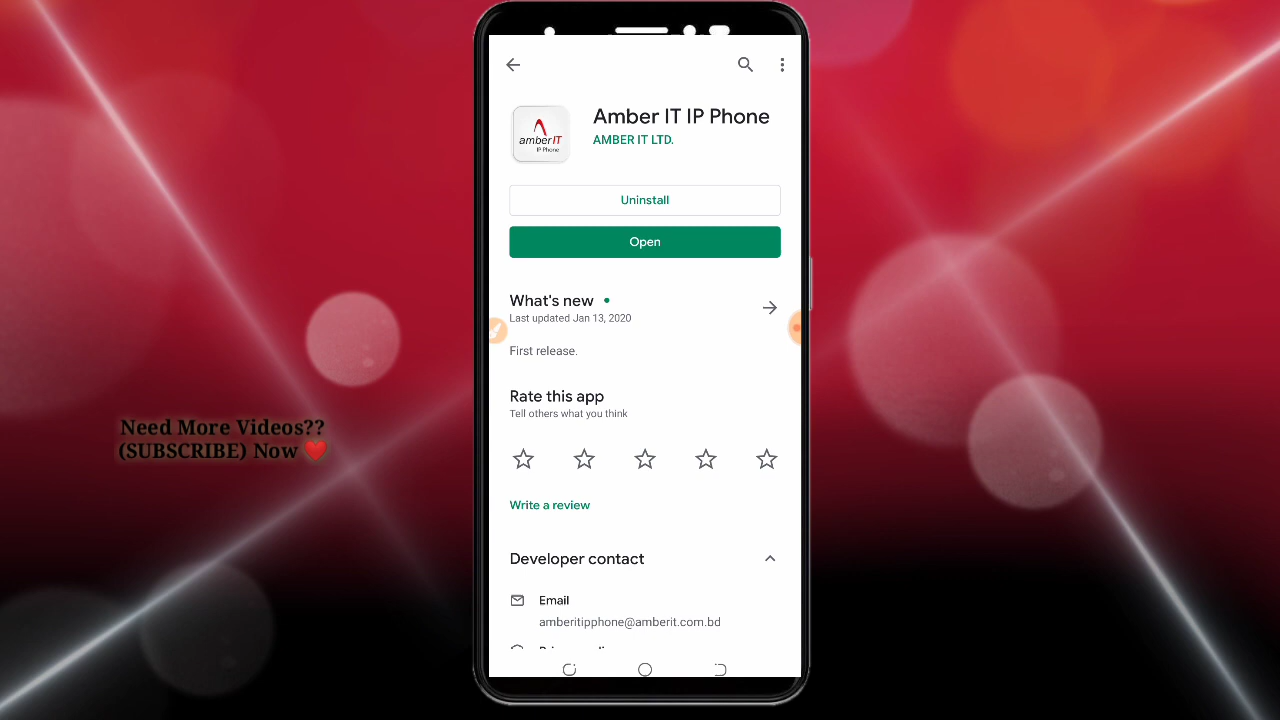 Amber IT IP Phone
AMBER IT LTD.
amberIT
IP Phone
Uninstall
Open
What's new
Last updated Jan 13, 2020
First release.
Rate this app
Tell others what you think
Write a review
Developer contact
Email
amberitipphone@amberit.com.bd
Need More Videos??
(SUBSCRIBE) Now ❤️